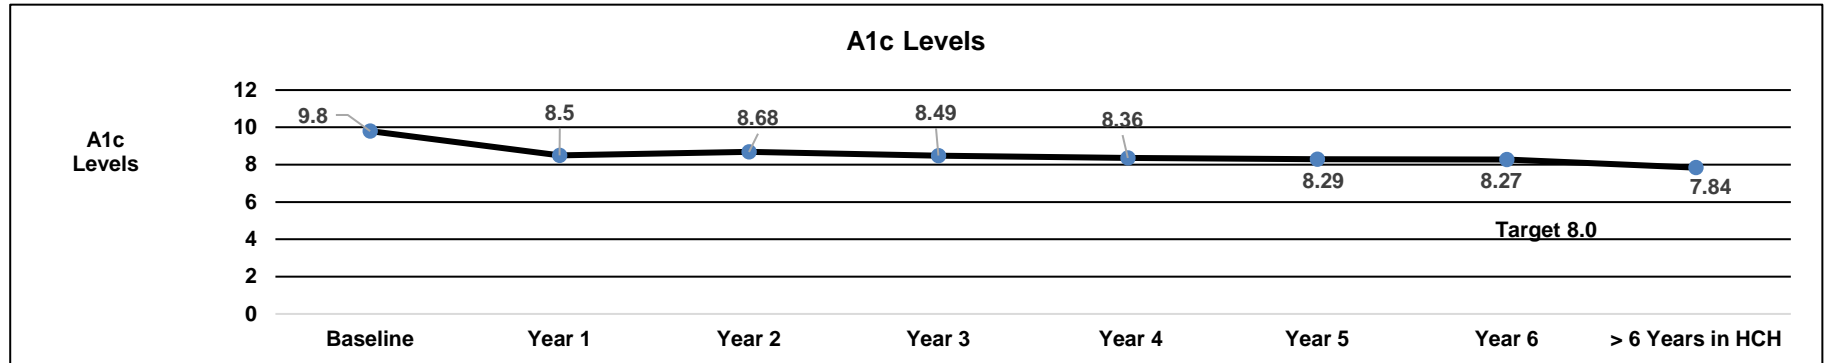 A1c Levels
A1c
Levels
12
10
8
6
4
2
0
9.8
8.5
8.68
8.49
8.36
8.29
8.27
7.84
Target 8.0
Baseline
Year 1
Year 2
Year 3
Year 4
Year 5
Year 6
> 6 Years in HCH